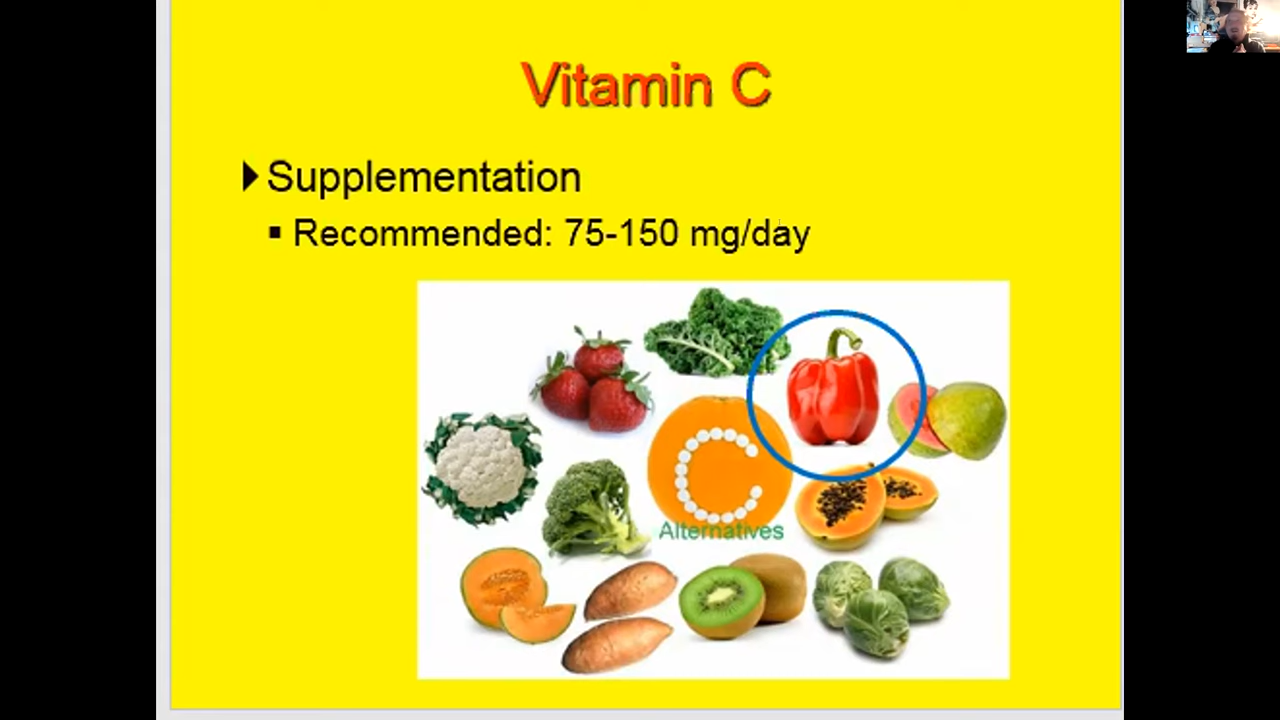 Vitamin C
Supplementation
Recommended: 75-150 mg/day
C
Alternatives